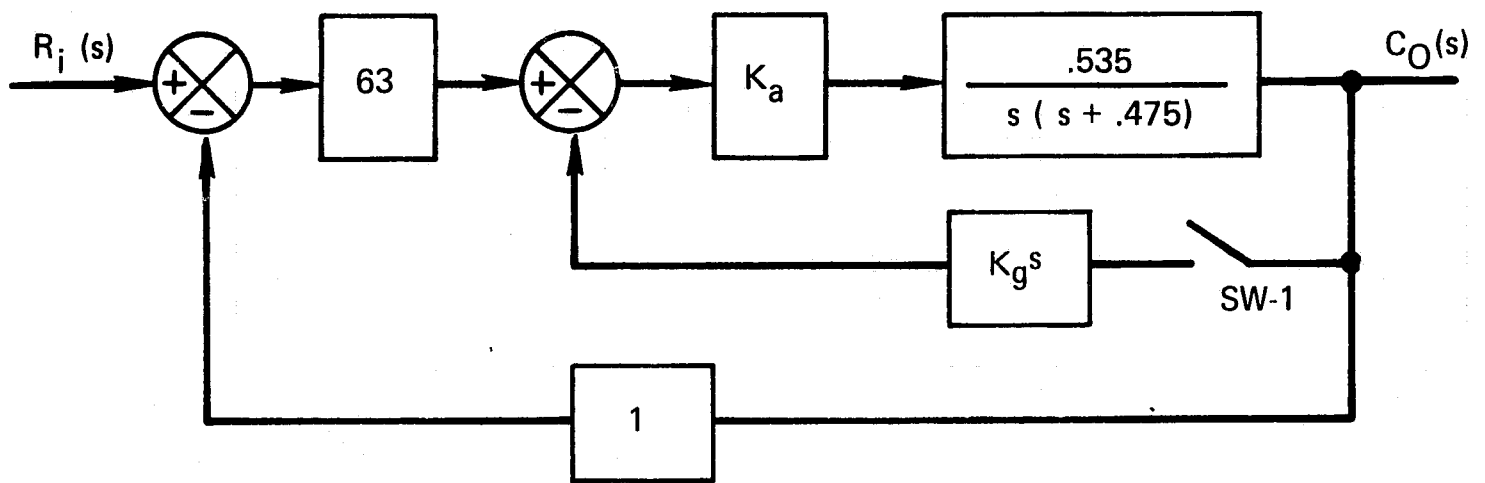 R_i (s)
+
−
63
+
−
K_a
.535
s ( s + .475)
C_O(s)
K_g s
SW-1
1